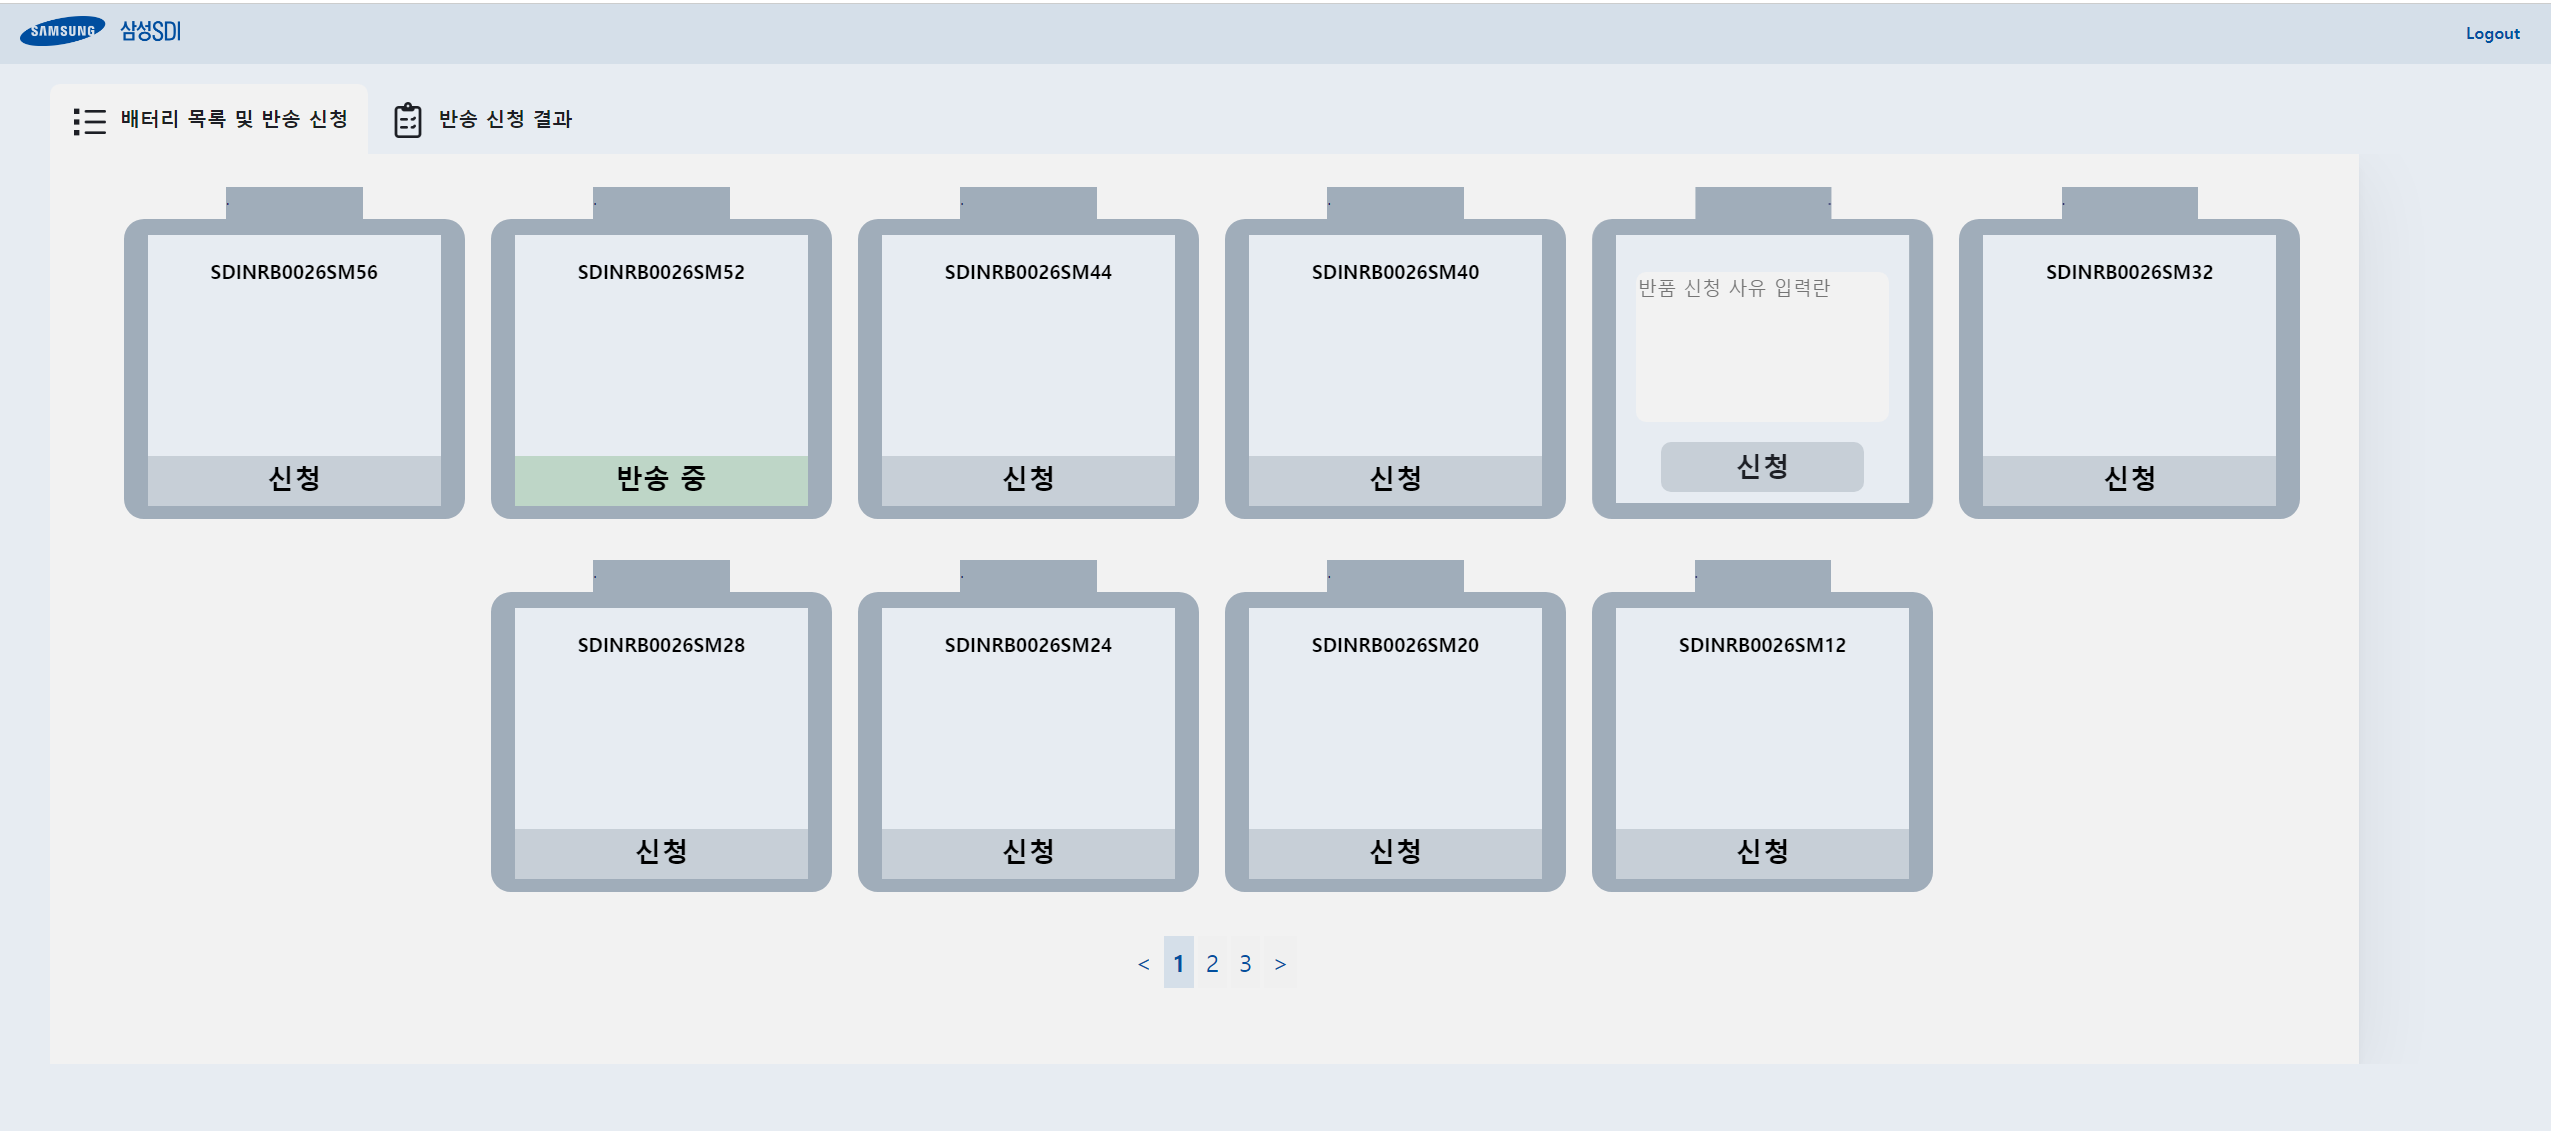 SAMSUNG 삼성SDI
Logout
배터리 목록 및 반송 신청
반송 신청 결과
SDINRB0026SM56
신청
SDINRB0026SM52
반송 중
SDINRB0026SM44
신청
SDINRB0026SM40
신청
반품 신청 사유 입력란
신청
SDINRB0026SM32
신청
SDINRB0026SM28
신청
SDINRB0026SM24
신청
SDINRB0026SM20
신청
SDINRB0026SM12
신청
< 1 2 3 >